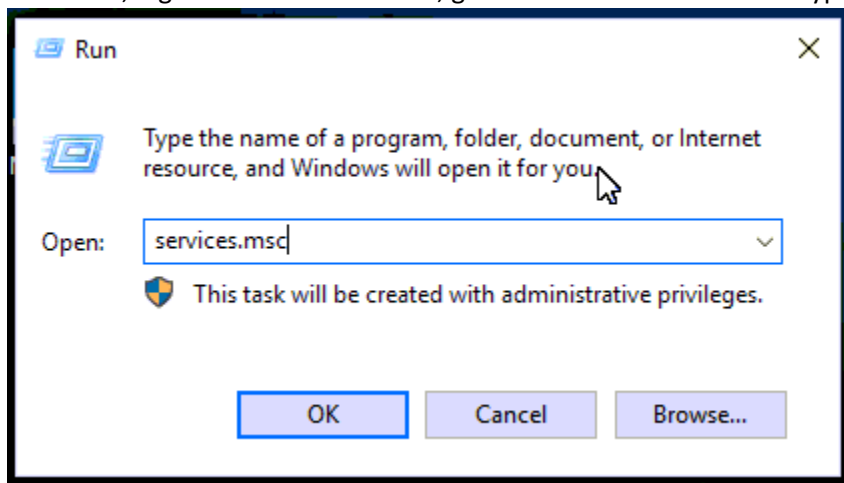 Run
Type the name of a program, folder, document, or Internet
resource, and Windows will open it for you.
Open:
services.msc
This task will be created with administrative privileges.
OK
Cancel
Browse...